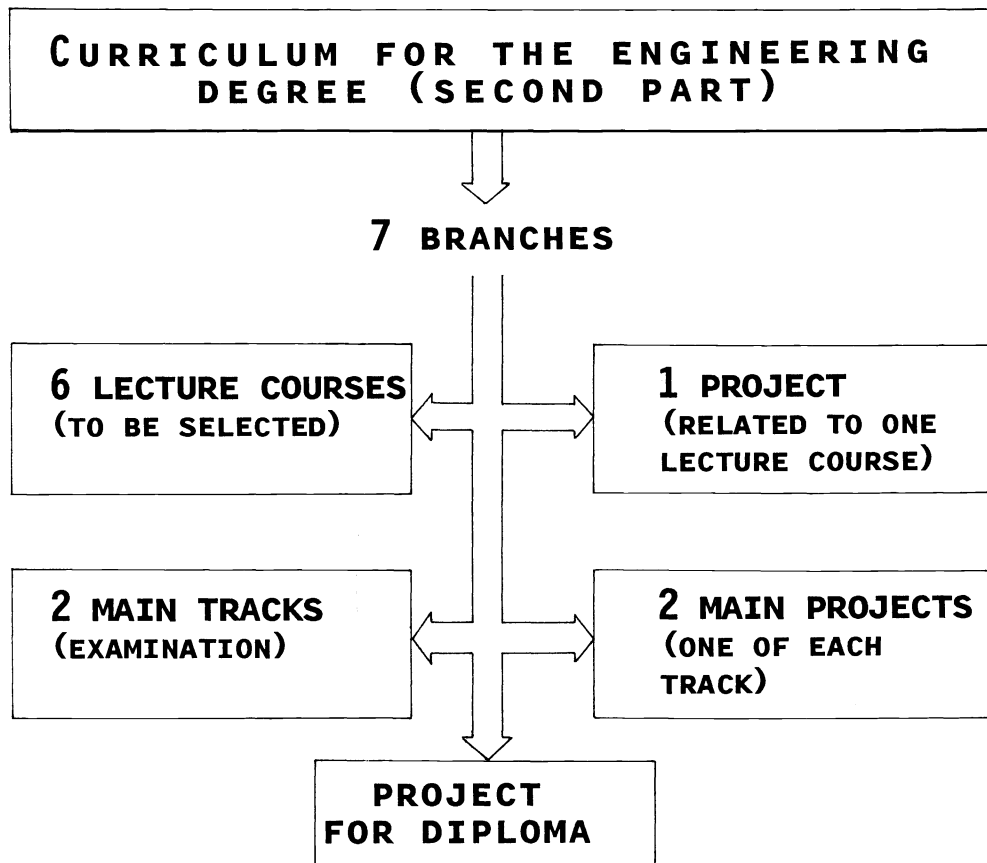 CURRICULUM FOR THE ENGINEERING
DEGREE (SECOND PART)
7 BRANCHES
6 LECTURE COURSES
(TO BE SELECTED)
1 PROJECT
(RELATED TO ONE
LECTURE COURSE)
2 MAIN TRACKS
(EXAMINATION)
2 MAIN PROJECTS
(ONE OF EACH
TRACK)
PROJECT
FOR DIPLOMA